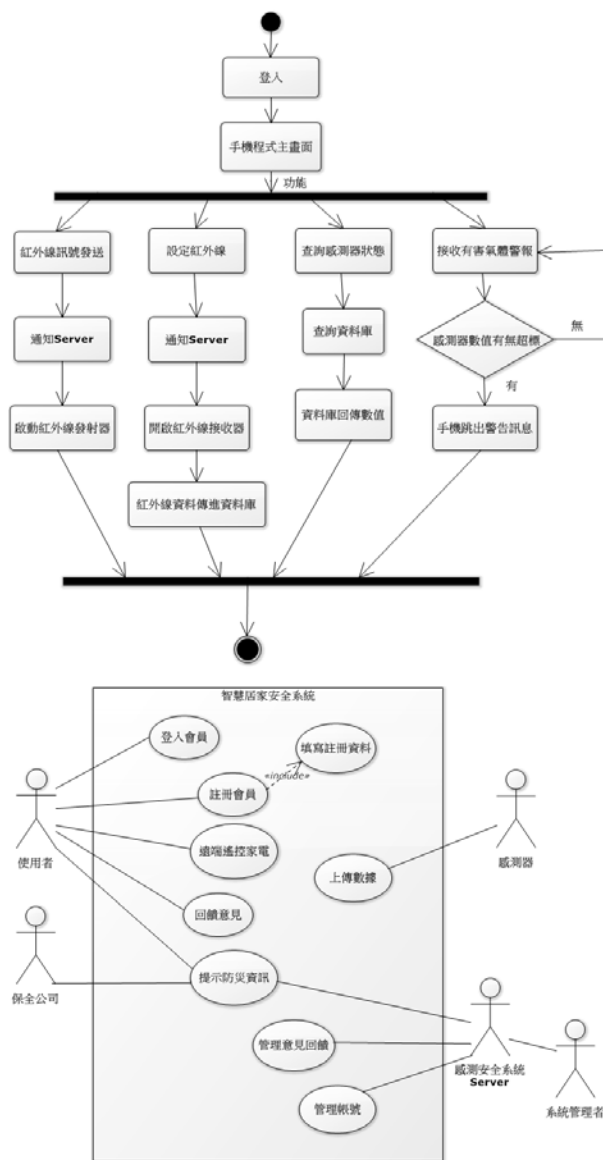 登入
手機程式主畫面
功能
紅外線訊號發送
設定紅外線
查詢感測器狀態
接收有害氣體警報
通知Server
通知Server
查詢資料庫
感測器數值有無超標
無
有
啟動紅外線發射器
開啟紅外線接收器
資料庫回傳數值
手機跳出警告訊息
紅外線資料傳進資料庫
智慧居家安全系統
登入會員
填寫註冊資料
«include»
註冊會員
使用者
遠端遙控家電
感測器
上傳數據
回饋意見
保全公司
提示防災資訊
管理意見回饋
感測安全系統
Server
管理帳號
系統管理者